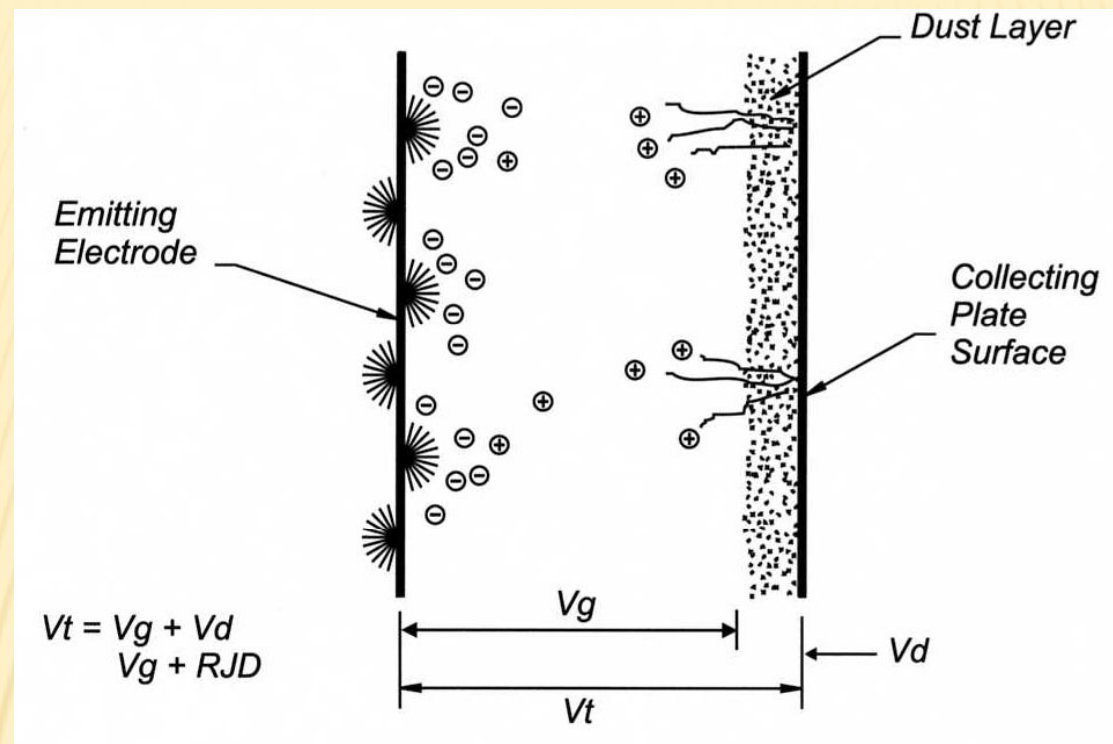 Dust Layer
Emitting
Electrode
Collecting
Plate
Surface
Vg
Vt = Vg + Vd
Vg + RJD
Vd
Vt